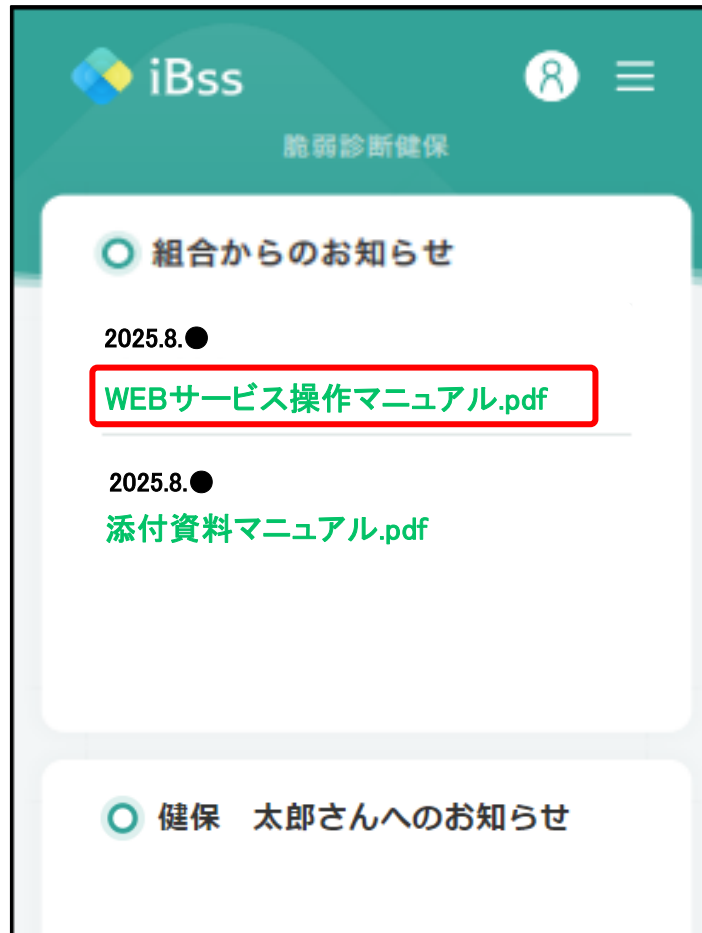 iBss
脆弱診断健保
組合からのお知らせ
2025.8.●
WEBサービス操作マニュアル.pdf
2025.8.●
添付資料マニュアル.pdf
健保　太郎さんへのお知らせ